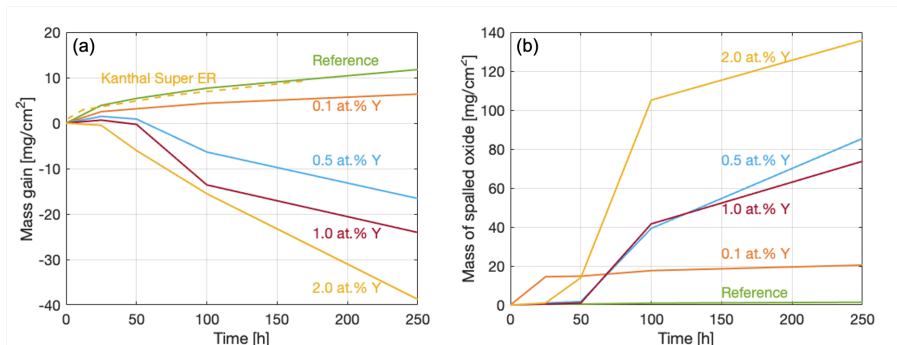 (a)
Mass gain [mg/cm²]
20
10
0
-10
-20
-30
-40
Reference
Kanthal Super ER
0.1 at.% Y
0.5 at.% Y
1.0 at.% Y
2.0 at.% Y
0 50 100 150 200 250
Time [h]
(b)
Mass of spalled oxide [mg/cm²]
140
120
100
80
60
40
20
0
2.0 at.% Y
0.5 at.% Y
1.0 at.% Y
0.1 at.% Y
Reference
0 50 100 150 200 250
Time [h]